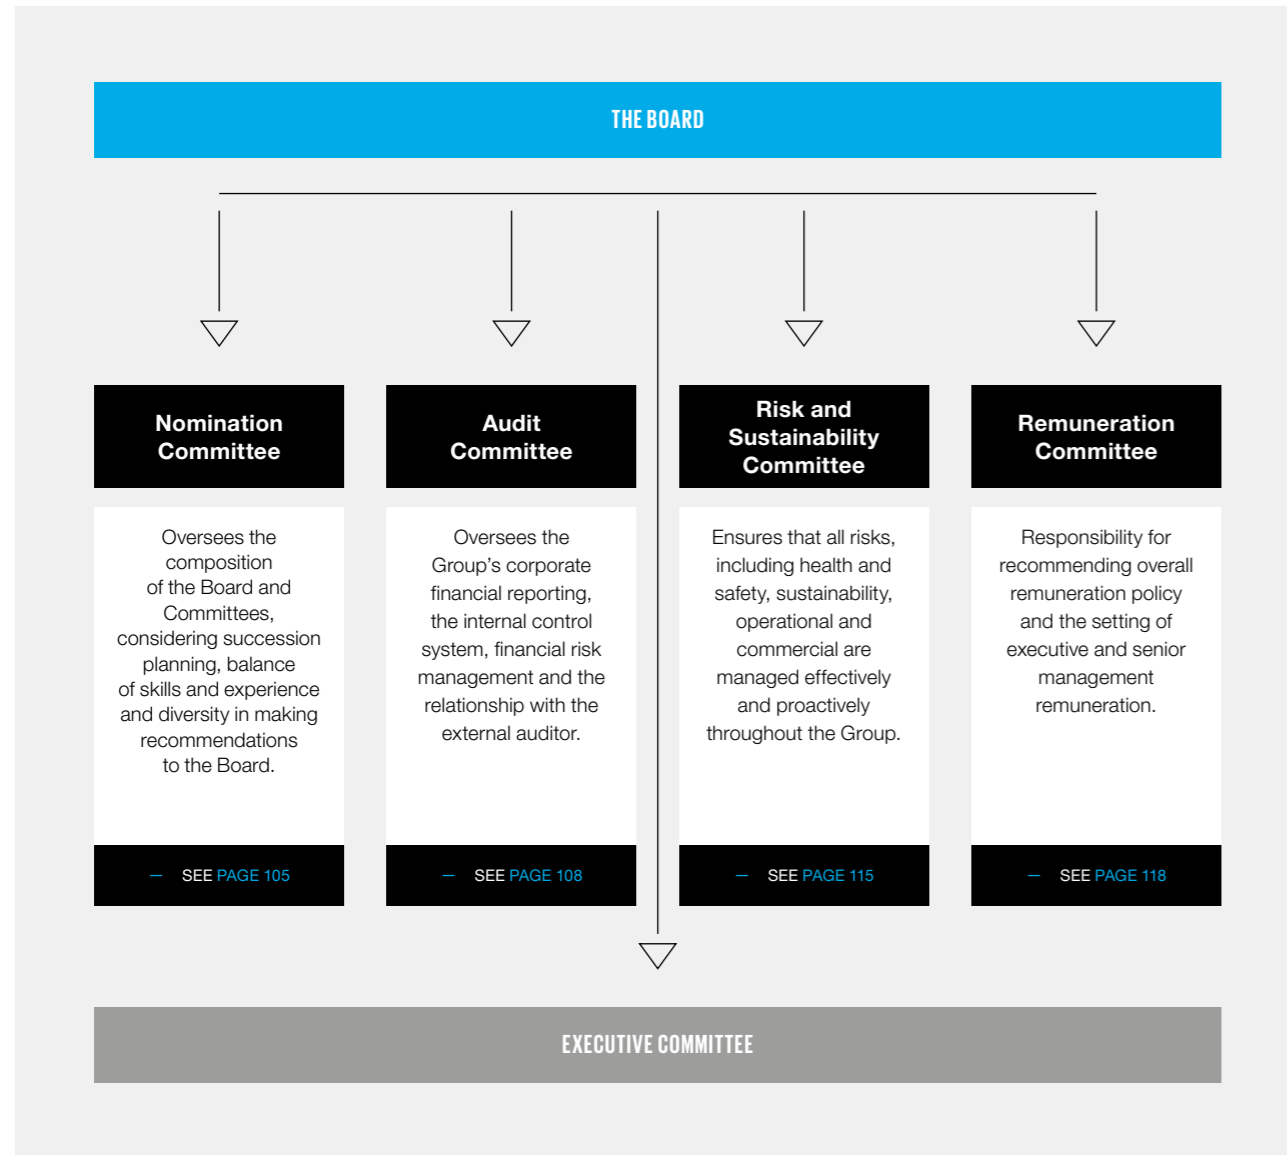 THE BOARD
Nomination
Committee
Oversees the
composition
of the Board and
Committees,
considering succession
planning, balance
of skills and experience
and diversity in making
recommendations
to the Board.
— SEE PAGE 105
Audit
Committee
Oversees the
Group’s corporate
financial reporting,
the internal control
system, financial risk
management and the
relationship with the
external auditor.
— SEE PAGE 108
Risk and
Sustainability
Committee
Ensures that all risks,
including health and
safety, sustainability,
operational and
commercial are
managed effectively
and proactively
throughout the Group.
— SEE PAGE 115
Remuneration
Committee
Responsibility for
recommending overall
remuneration policy
and the setting of
executive and senior
management
remuneration.
— SEE PAGE 118
EXECUTIVE COMMITTEE